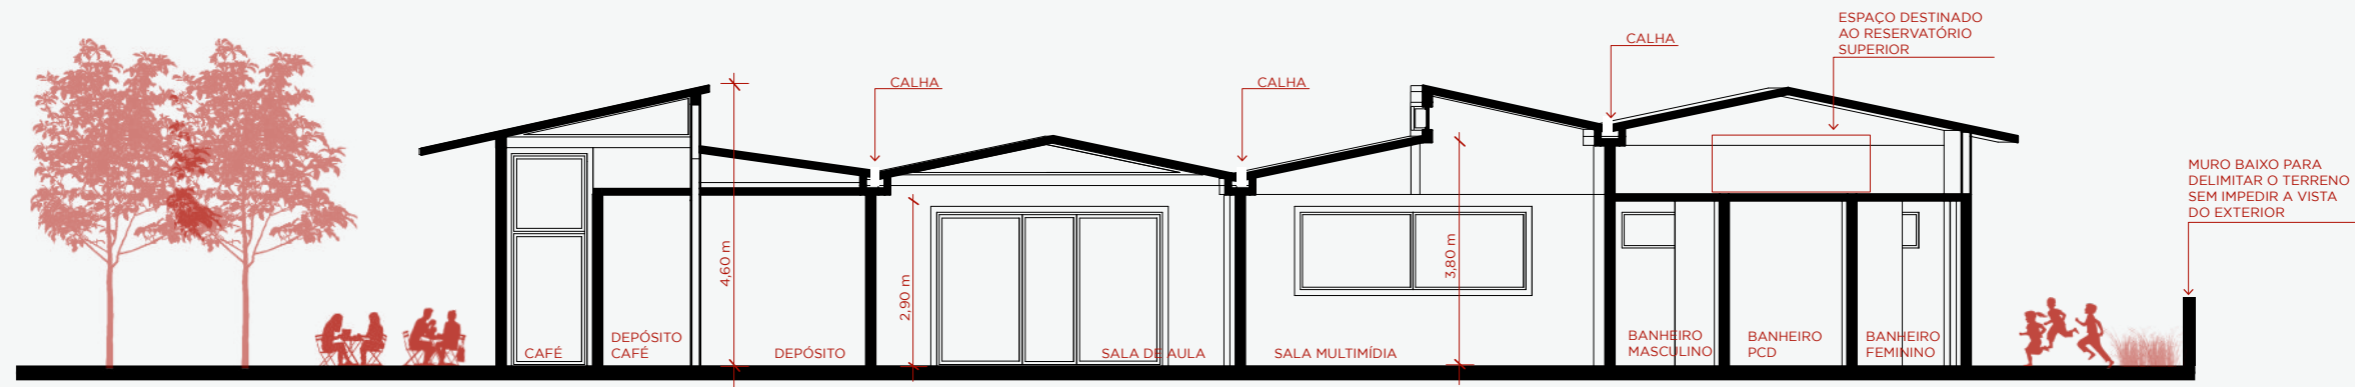 ESPAÇO DESTINADO
AO RESERVATÓRIO
SUPERIOR
CALHA
CALHA
CALHA
MURO BAIXO PARA
DELIMITAR O TERRENO
SEM IMPEDIR A VISTA
DO EXTERIOR
4,60 m
2,90 m
3,80 m
CAFÉ
DEPÓSITO
CAFÉ
DEPÓSITO
SALA DE AULA
SALA MULTIMÍDIA
BANHEIRO
MASCULINO
BANHEIRO
PCD
BANHEIRO
FEMININO